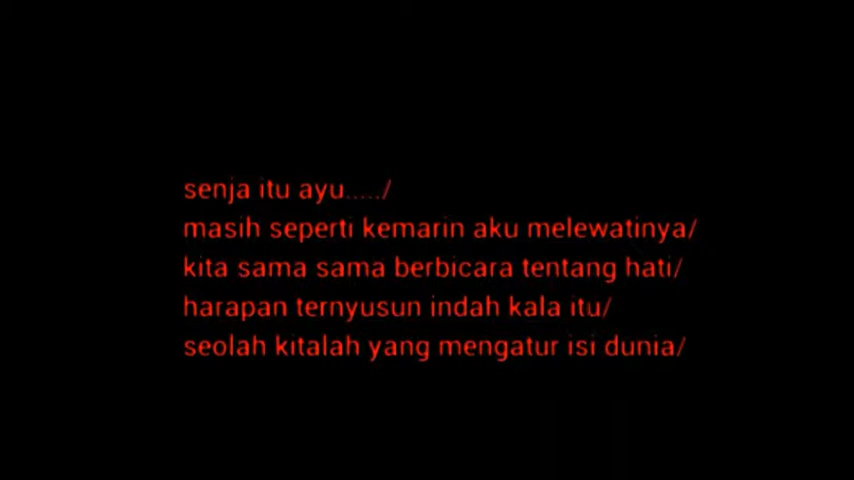 senja itu ayu...../
masih seperti kemarin aku melewatinya/
kita sama sama berbicara tentang hati/
harapan ternyusun indah kala itu/
seolah kitalah yang mengatur isi dunia/